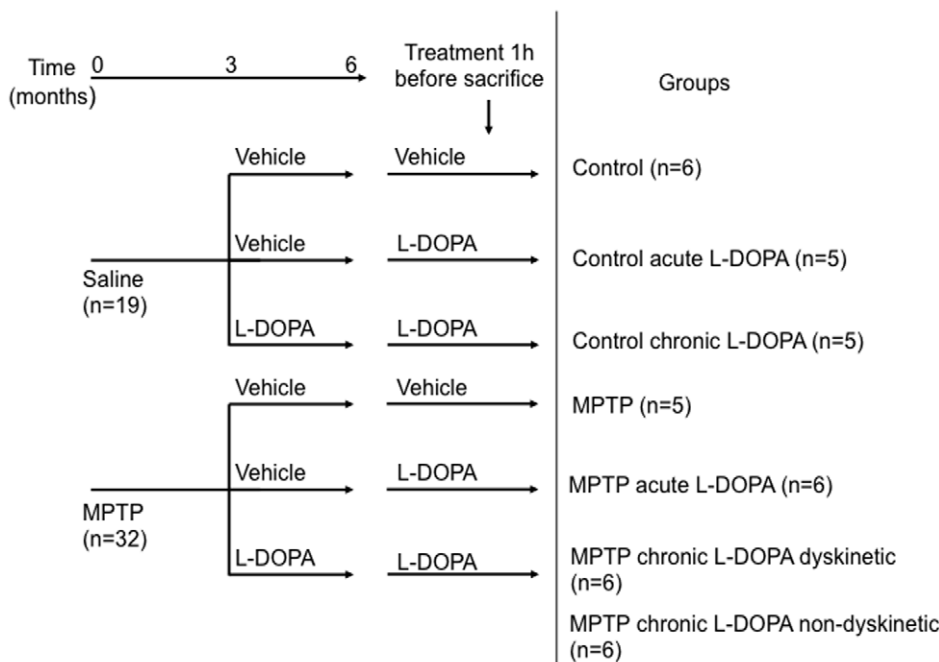 Time
(months)
0
3
6
Treatment 1h
before sacrifice
Groups
Vehicle
Vehicle
Control (n=6)
Vehicle
L-DOPA
Control acute L-DOPA (n=5)
Saline
(n=19)
L-DOPA
L-DOPA
Control chronic L-DOPA (n=5)
Vehicle
Vehicle
MPTP (n=5)
Vehicle
L-DOPA
MPTP acute L-DOPA (n=6)
MPTP
(n=32)
L-DOPA
L-DOPA
MPTP chronic L-DOPA dyskinetic
(n=6)
MPTP chronic L-DOPA non-dyskinetic
(n=6)